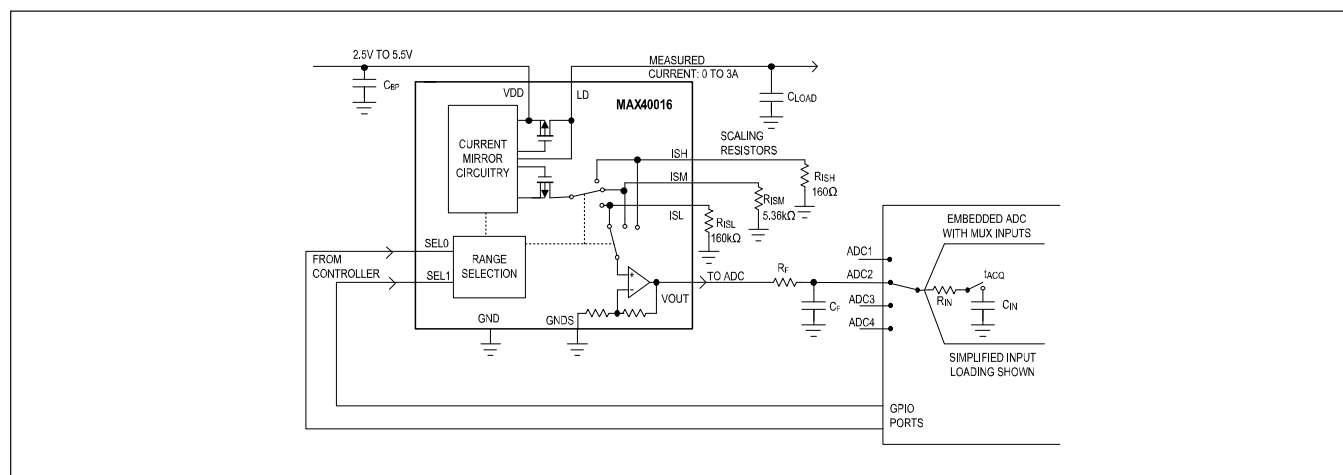 2.5V TO 5.5V
CBP
MEASURED
CURRENT: 0 TO 3A
CLOAD
VDD
LD
MAX40016
CURRENT
MIRROR
CIRCUITRY
SCALING
RESISTORS
ISH
RISH
160Ω
ISM
RISM
5.36kΩ
ISL
RISL
160kΩ
EMBEDDED ADC
WITH MUX INPUTS
FROM
CONTROLLER
SEL0
SEL1
RANGE
SELECTION
+
−
VOUT
TO ADC
RF
CF
ADC1
ADC2
ADC3
ADC4
RIN
tACQ
CIN
GND
GNDS
SIMPLIFIED INPUT
LOADING SHOWN
GPIO
PORTS